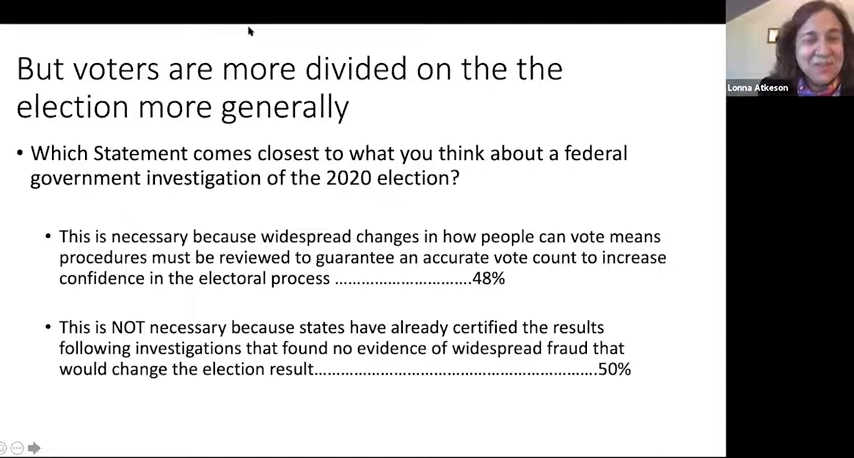 But voters are more divided on the the
election more generally
• Which Statement comes closest to what you think about a federal
government investigation of the 2020 election?
• This is necessary because widespread changes in how people can vote means
procedures must be reviewed to guarantee an accurate vote count to increase
confidence in the electoral process …………………………..48%
• This is NOT necessary because states have already certified the results
following investigations that found no evidence of widespread fraud that
would change the election result……………………………………………………….50%
Lonna Atkeson